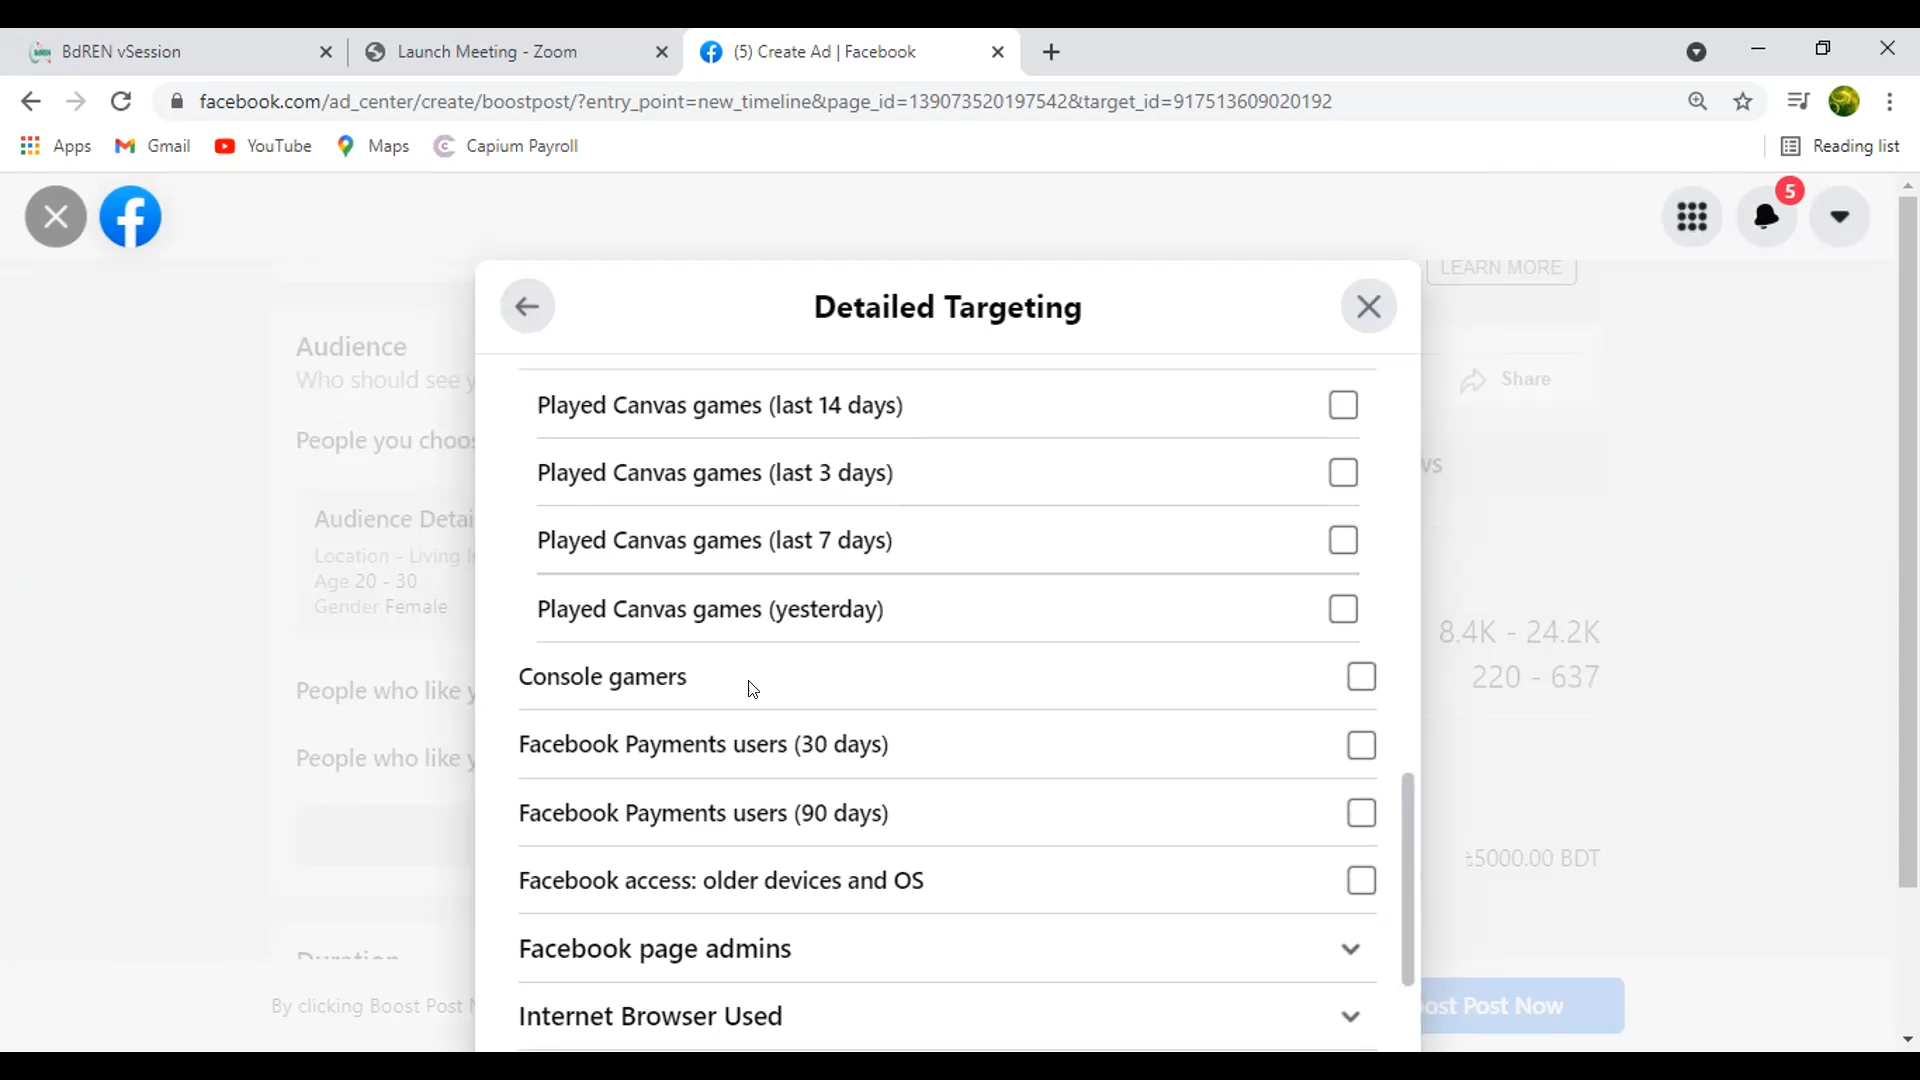 BdREN vSession
Launch Meeting - Zoom
(5) Create Ad | Facebook
facebook.com/ad_center/create/boostpost/?entry_point=new_timeline&page_id=139073520197542&target_id=917513609020192
Apps
Gmail
YouTube
Maps
Capium Payroll
Reading list
5
LEARN MORE
Detailed Targeting
Audience
Who should see
Share
Played Canvas games (last 14 days)
People you
Played Canvas games (last 3 days)
Audience
Played Canvas games (last 7 days)
Location - Living
Age 20 - 30
Gender Female
Played Canvas games (yesterday)
8.4K - 24.2K
Console gamers
220 - 637
People who like
Facebook Payments users (30 days)
People who like
Facebook Payments users (90 days)
৳5000.00 BDT
Facebook access: older devices and OS
Facebook page admins
By clicking Boost Post
Post Now
Internet Browser Used